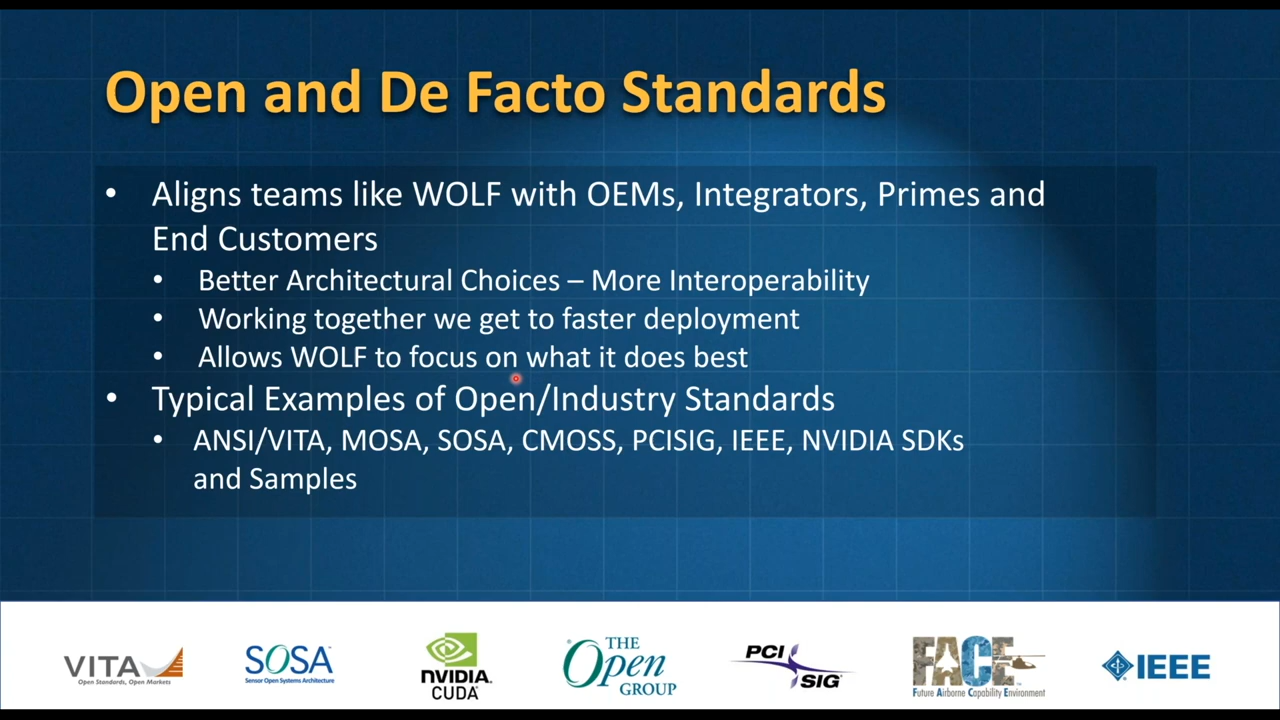 Open and De Facto Standards
• Aligns teams like WOLF with OEMs, Integrators, Primes and
End Customers
• Better Architectural Choices – More Interoperability
• Working together we get to faster deployment
• Allows WOLF to focus on what it does best
• Typical Examples of Open/Industry Standards
• ANSI/VITA, MOSA, SOSA, CMOSS, PCISIG, IEEE, NVIDIA SDKs
and Samples
VITA
Open Standards, Open Markets
SOSA™
Sensor Open Systems Architecture
NVIDIA.
CUDA®
THE
Open®
GROUP
PCI
SIG®
FACE™
Future Airborne Capability Environment
IEEE